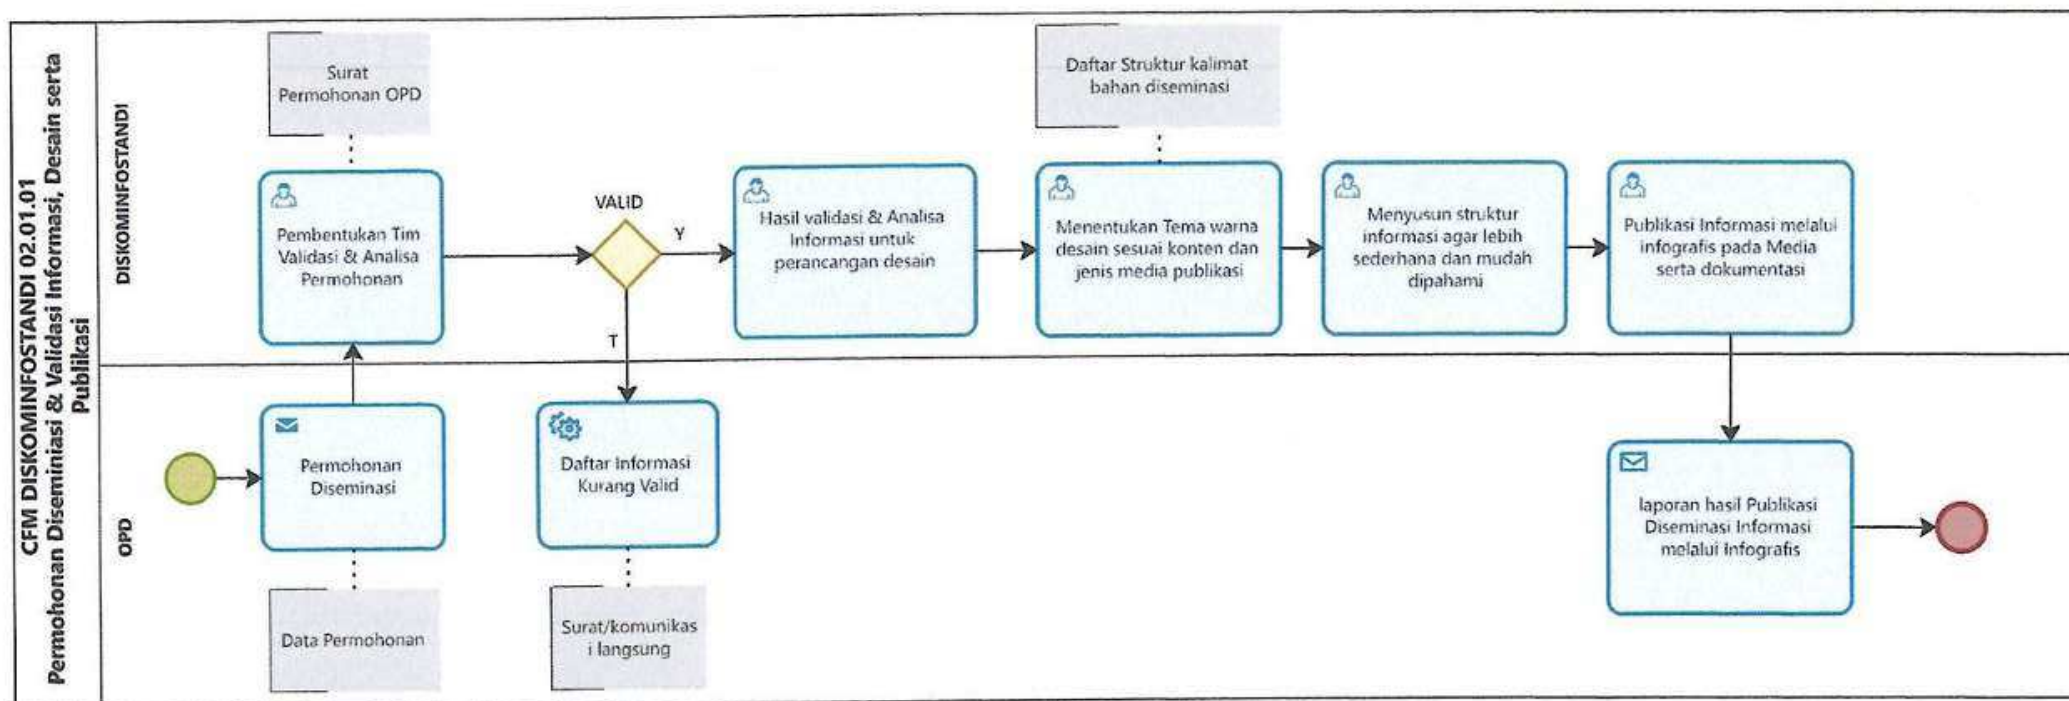 CFM DISKOMINFOSTANDI 02.01.01
Permohonan Diseminiasi & Validasi Informasi, Desain serta
Publikasi
DISKOMINFOSTANDI
Surat
Permohonan OPD
Pembentukan Tim
Validasi & Analisa
Permohonan
VALID
Y
T
Hasil validasi & Analisa
Informasi untuk
perancangan desain
Daftar Struktur kalimat
bahan diseminasi
Menentukan Tema warna
desain sesuai konten dan
jenis media publikasi
Menyusun struktur
informasi agar lebih
sederhana dan mudah
dipahami
Publikasi Informasi melalui
infografis pada Media
serta dokumentasi
OPD
Permohonan
Diseminasi
Data Permohonan
Daftar Informasi
Kurang Valid
Surat/komunikas
i langsung
laporan hasil Publikasi
Diseminasi Informasi
melalui Infografis